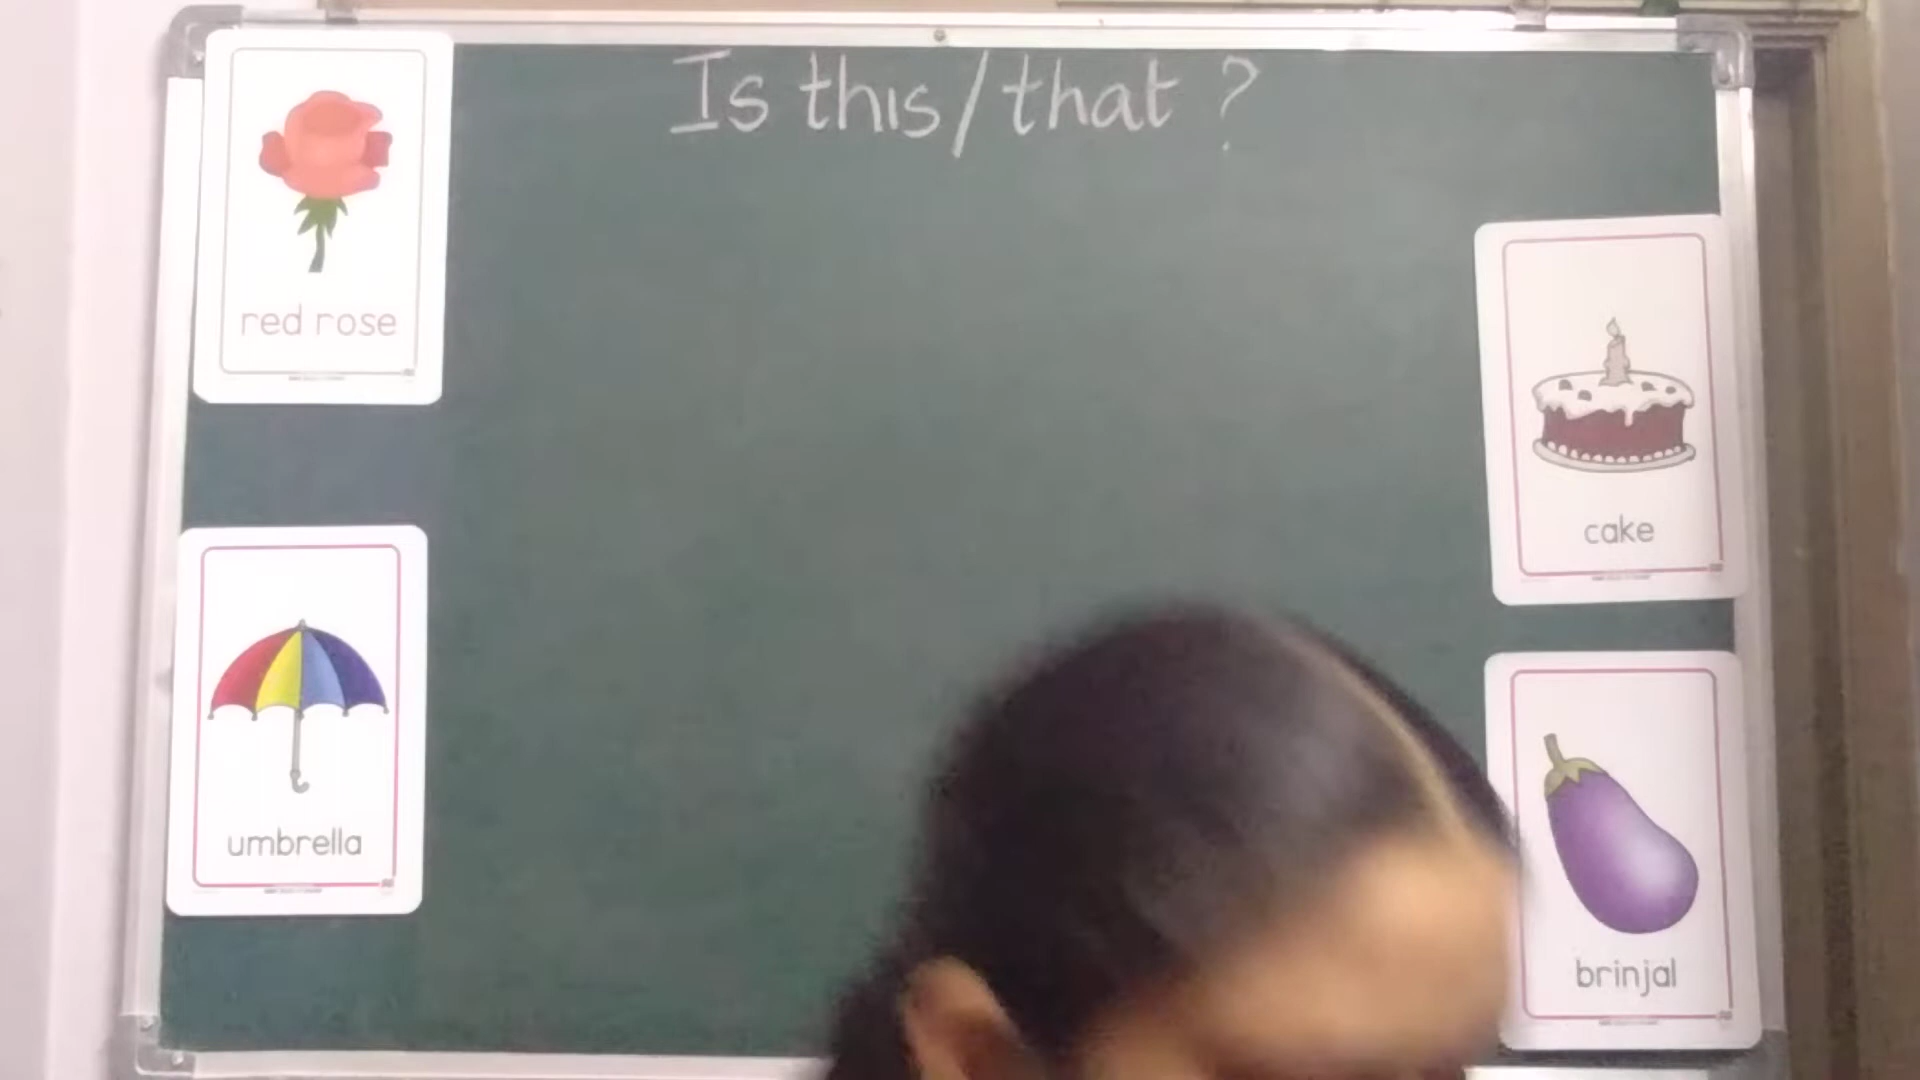 Is this/that ?
red rose
umbrella
cake
brinjal